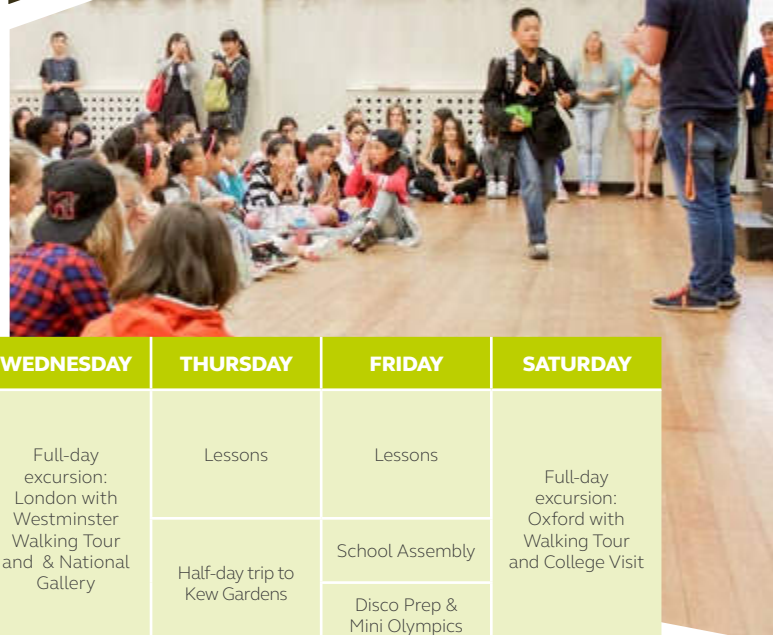 WEDNESDAY
THURSDAY
FRIDAY
SATURDAY
Full-day
excursion:
London with
Westminster
Walking Tour
and & National
Gallery
Lessons
Half-day trip to
Kew Gardens
Lessons
School Assembly
Disco Prep &
Mini Olympics
Full-day
excursion:
Oxford with
Walking Tour
and College Visit